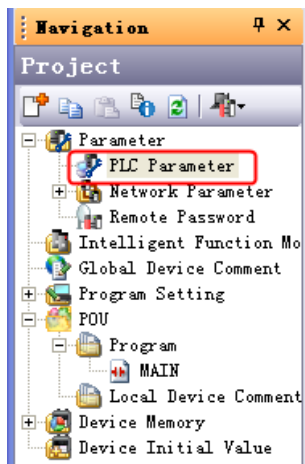 Navigation
Project
Parameter
PLC Parameter
Network Parameter
Remote Password
Intelligent Function Mo
Global Device Comment
Program Setting
POU
Program
MAIN
Local Device Comment
Device Memory
Device Initial Value